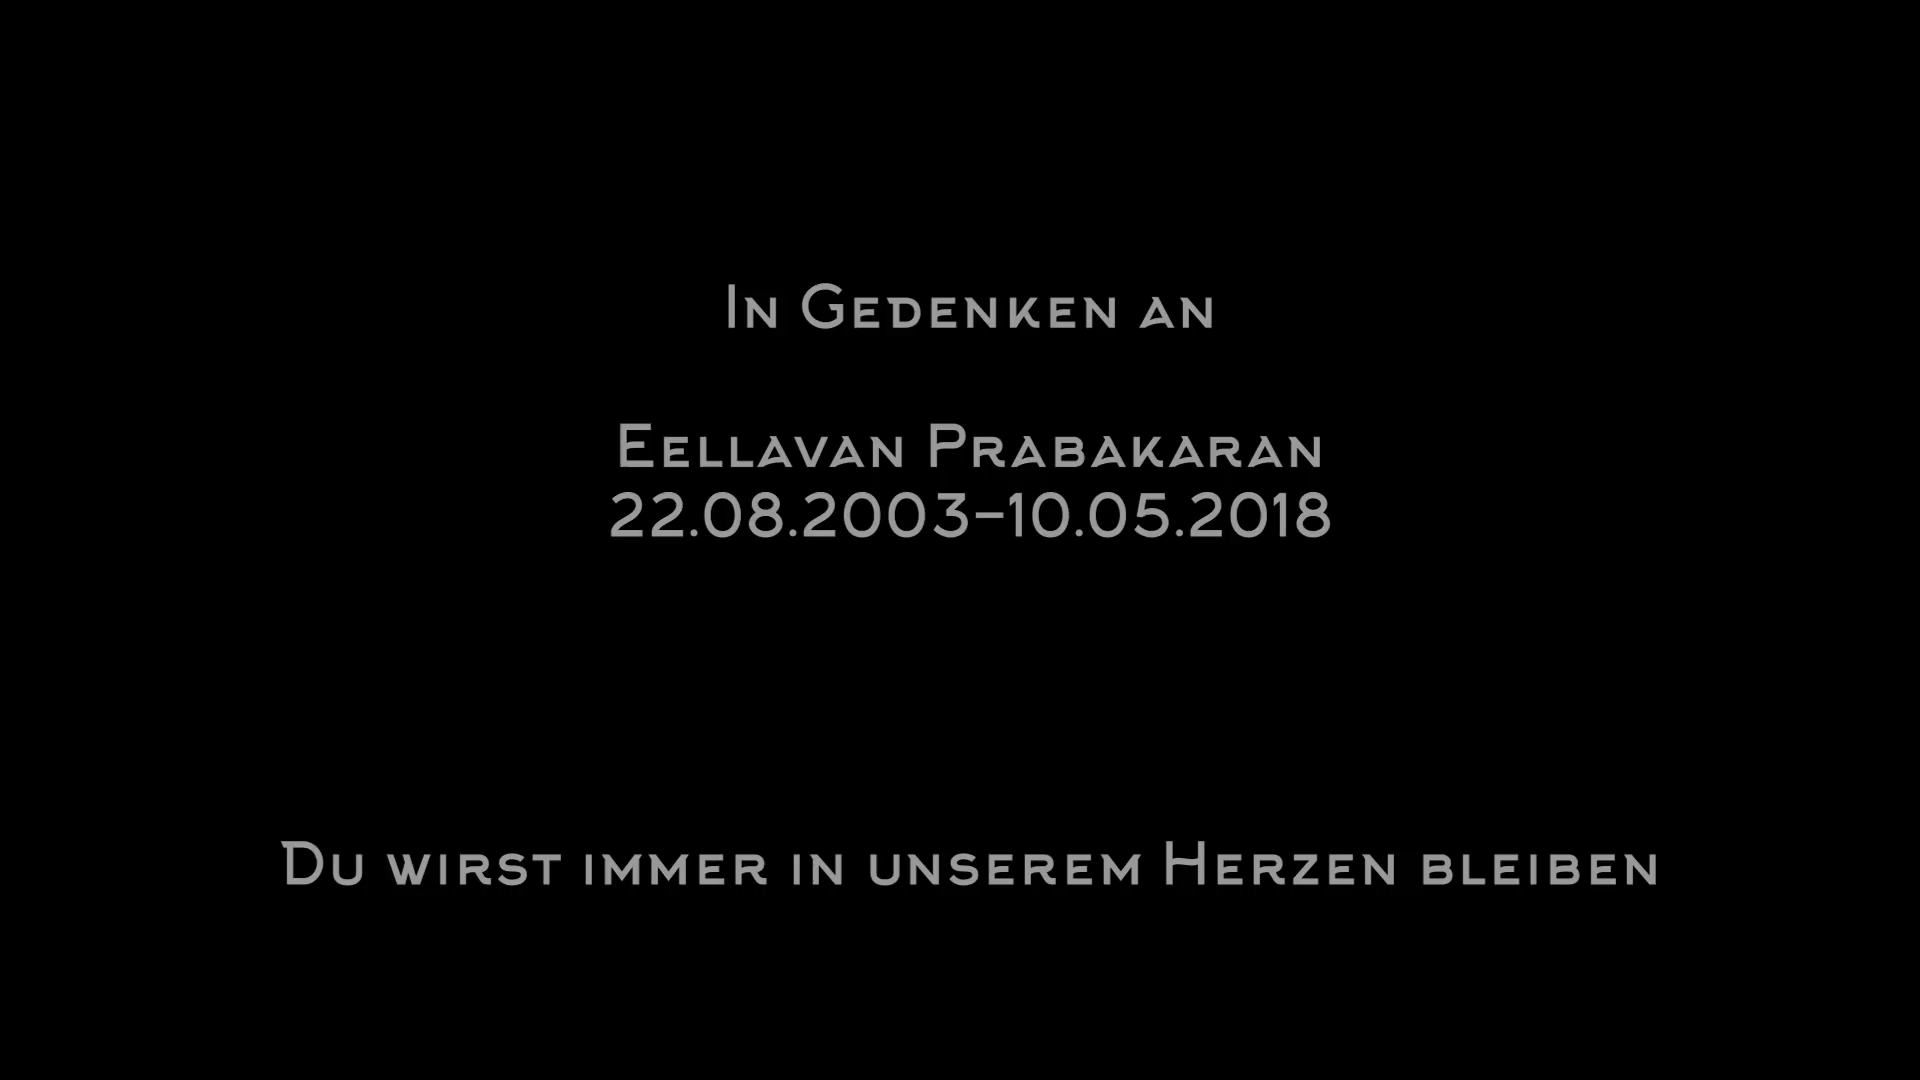 In Gedenken an
Eellavan Prabakaran
22.08.2003–10.05.2018
Du wirst immer in unserem Herzen bleiben